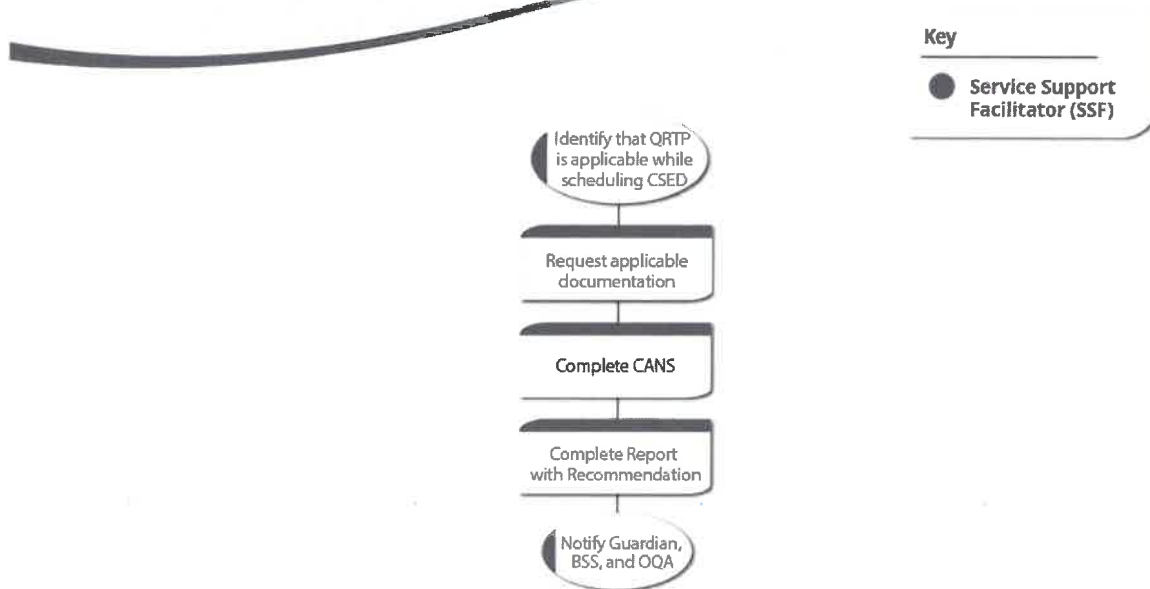 Key
Service Support
Facilitator (SSF)
Identify that QRTP
is applicable while
scheduling CSED
Request applicable
documentation
Complete CANS
Complete Report
with Recommendation
Notify Guardian,
BSS, and OQA